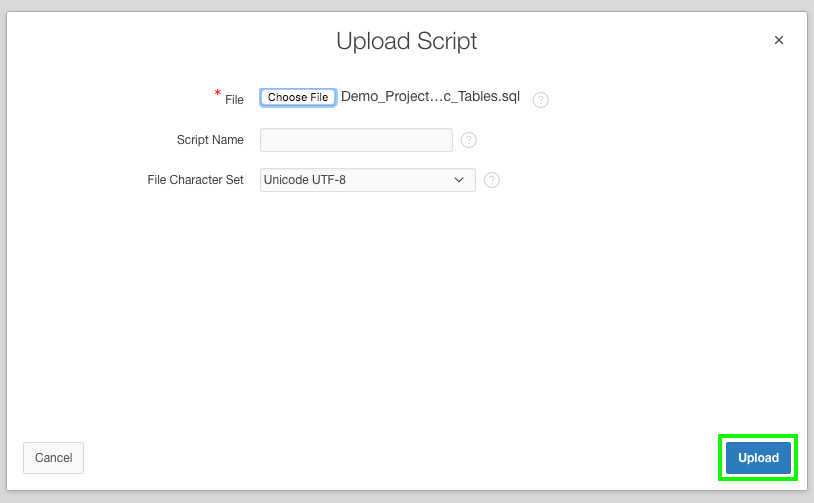 Upload Script
×
* File Choose File Demo_Project...c_Tables.sql ?
Script Name ?
File Character Set Unicode UTF-8 ?
Cancel Upload